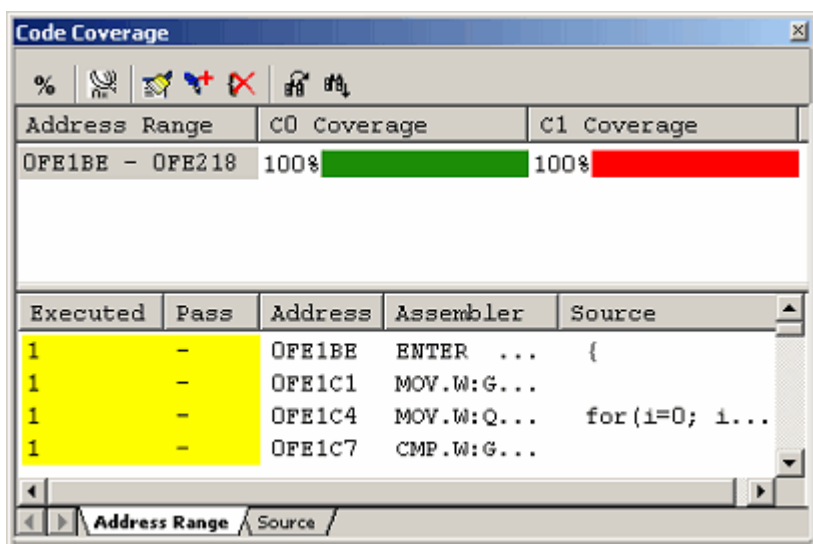 Code Coverage
%
Address Range C0 Coverage C1 Coverage
0FE1BE - 0FE218 100% 100%
Executed Pass Address Assembler Source
1 - 0FE1BE ENTER ... {
1 - 0FE1C1 MOV.W:G...
1 - 0FE1C4 MOV.W:Q... for(i=0; i...
1 - 0FE1C7 CMP.W:G...
Address Range Source